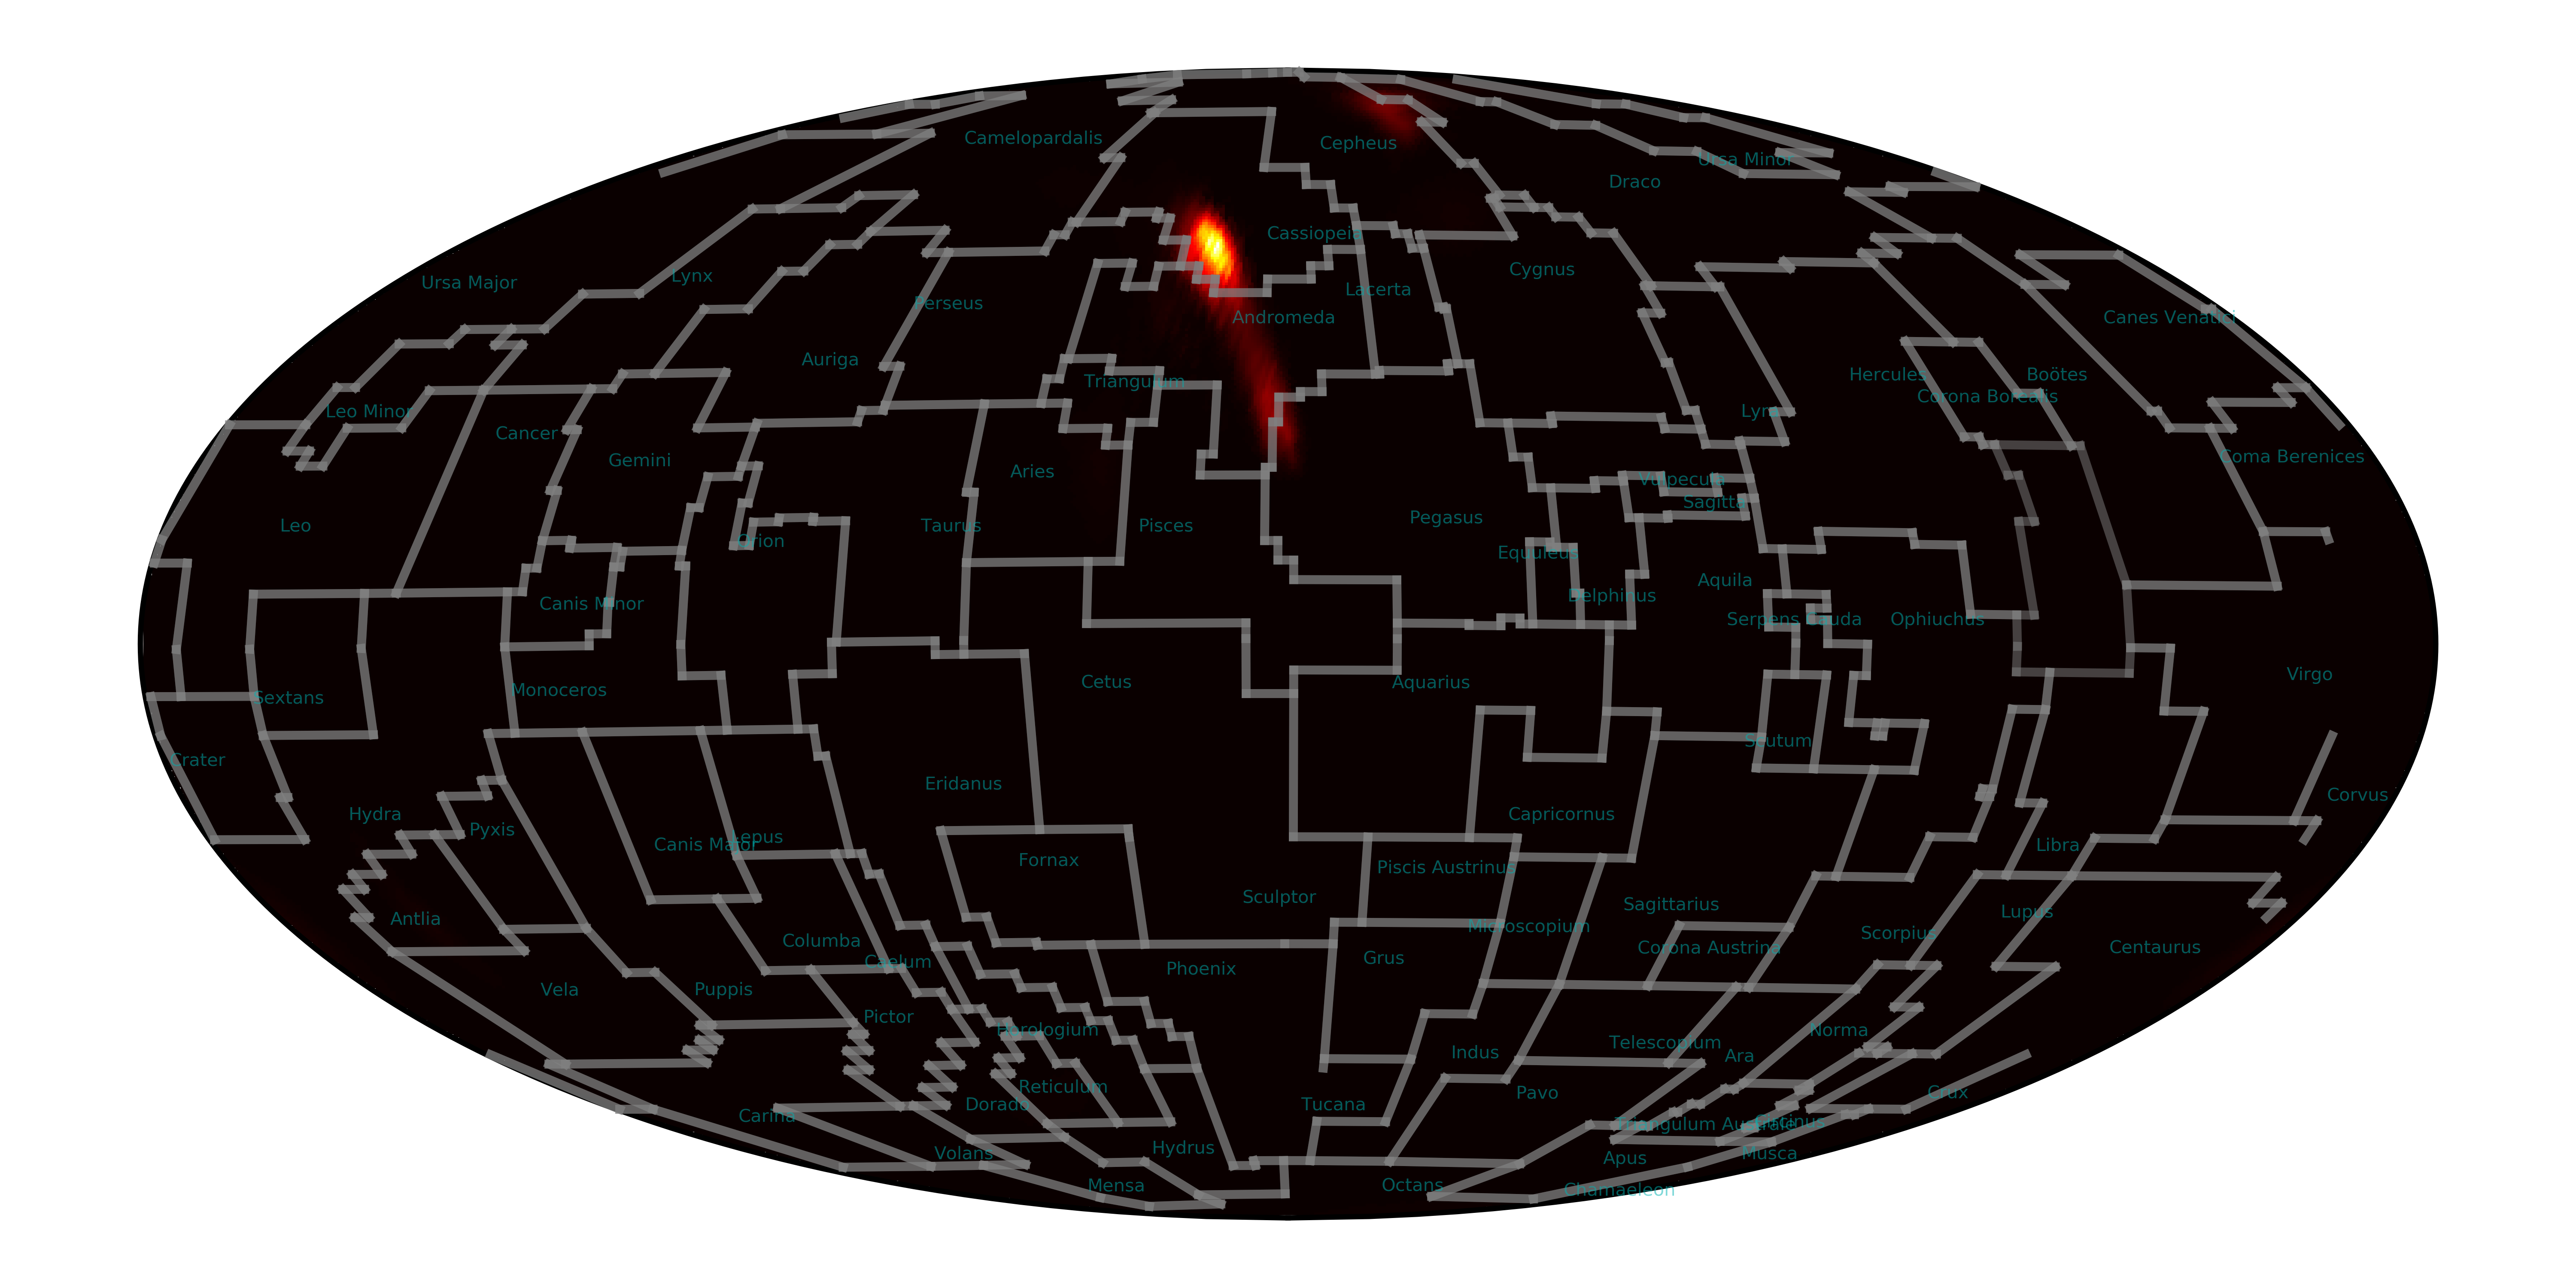 Camelopardalis
Cepheus
Ursa Minor
Draco
Cassiopeia
Cygnus
Lynx
Ursa Major
Lacerta
Perseus
Andromeda
Canes Venatici
Auriga
Triangulum
Hercules
Boötes
Corona Borealis
Leo Minor
Lyra
Cancer
Gemini
Aries
Coma Berenices
Vulpecula
Sagitta
Leo
Taurus
Pisces
Pegasus
Orion
Equuleus
Aquila
Canis Minor
Delphinus
Serpens Cauda
Ophiuchus
Virgo
Cetus
Aquarius
Monoceros
Sextans
Scutum
Crater
Eridanus
Corvus
Hydra
Capricornus
Pyxis
Lepus
Canis Major
Libra
Fornax
Piscis Austrinus
Sculptor
Sagittarius
Lupus
Antlia
Microscopium
Scorpius
Columba
Corona Austrina
Centaurus
Grus
Caelum
Phoenix
Vela
Puppis
Pictor
Horologium
Norma
Telescopium
Indus
Ara
Reticulum
Pavo
Crux
Dorado
Tucana
Carina
Circinus
Triangulum Australe
Hydrus
Volans
Musca
Apus
Mensa
Octans
Chamaeleon